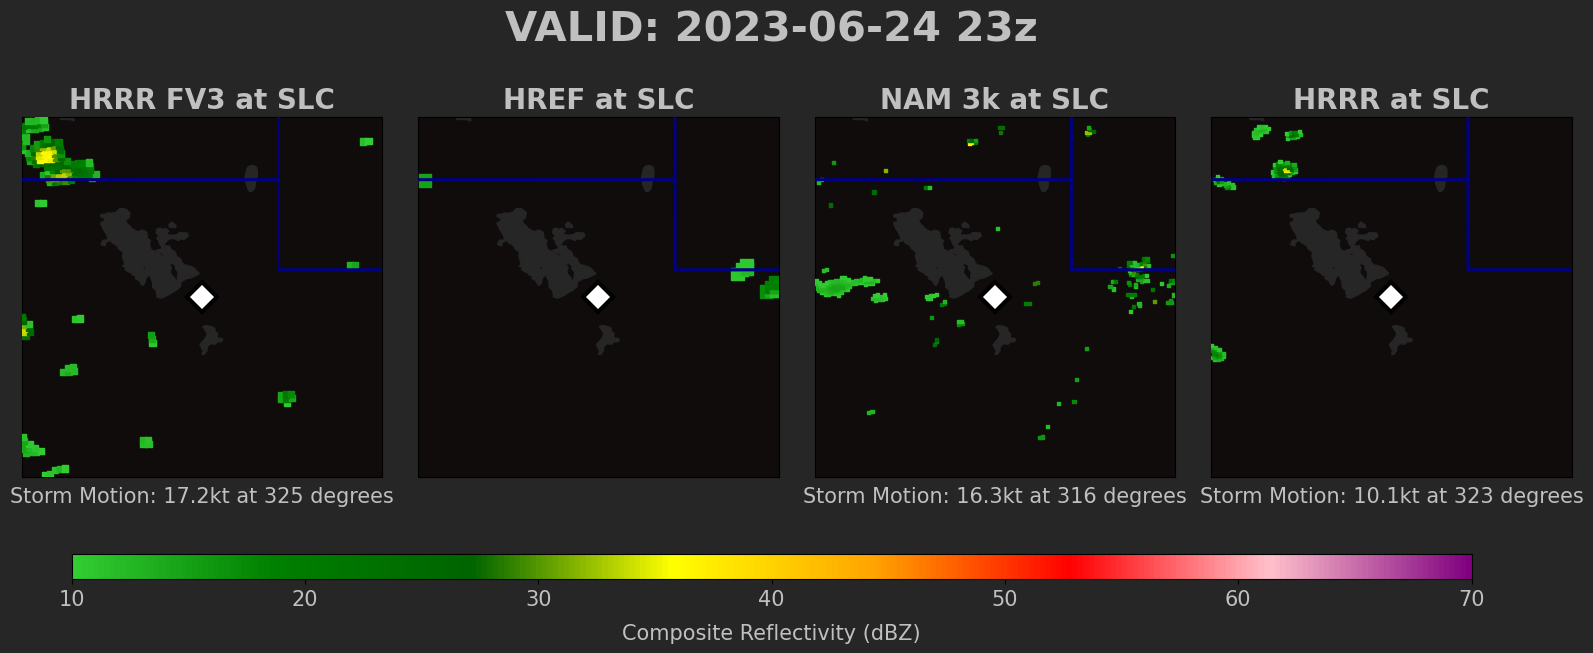 VALID: 2023-06-24 23z
HRRR FV3 at SLC
HREF at SLC
NAM 3k at SLC
HRRR at SLC
Storm Motion: 17.2kt at 325 degrees
Storm Motion: 16.3kt at 316 degrees
Storm Motion: 10.1kt at 323 degrees
10 20 30 40 50 60 70
Composite Reflectivity (dBZ)